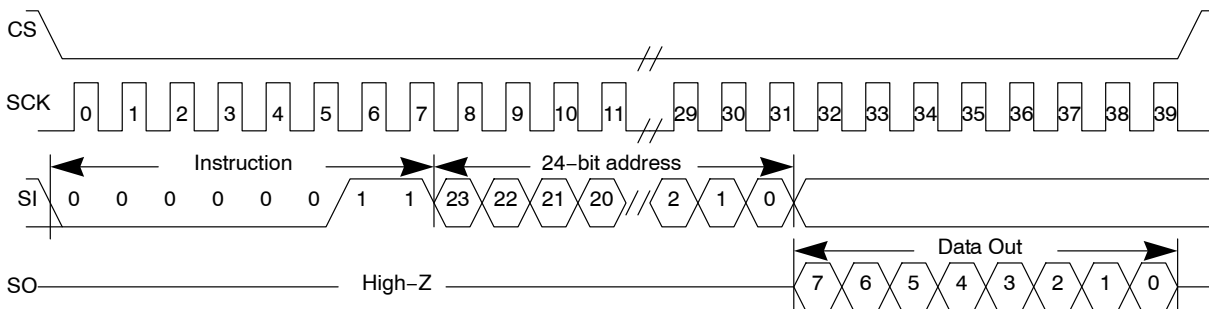 CS
SCK 0 1 2 3 4 5 6 7 8 9 10 11 29 30 31 32 33 34 35 36 37 38 39
Instruction 24−bit address
SI 0 0 0 0 0 0 1 1 23 22 21 20 2 1 0
Data Out
SO High−Z 7 6 5 4 3 2 1 0